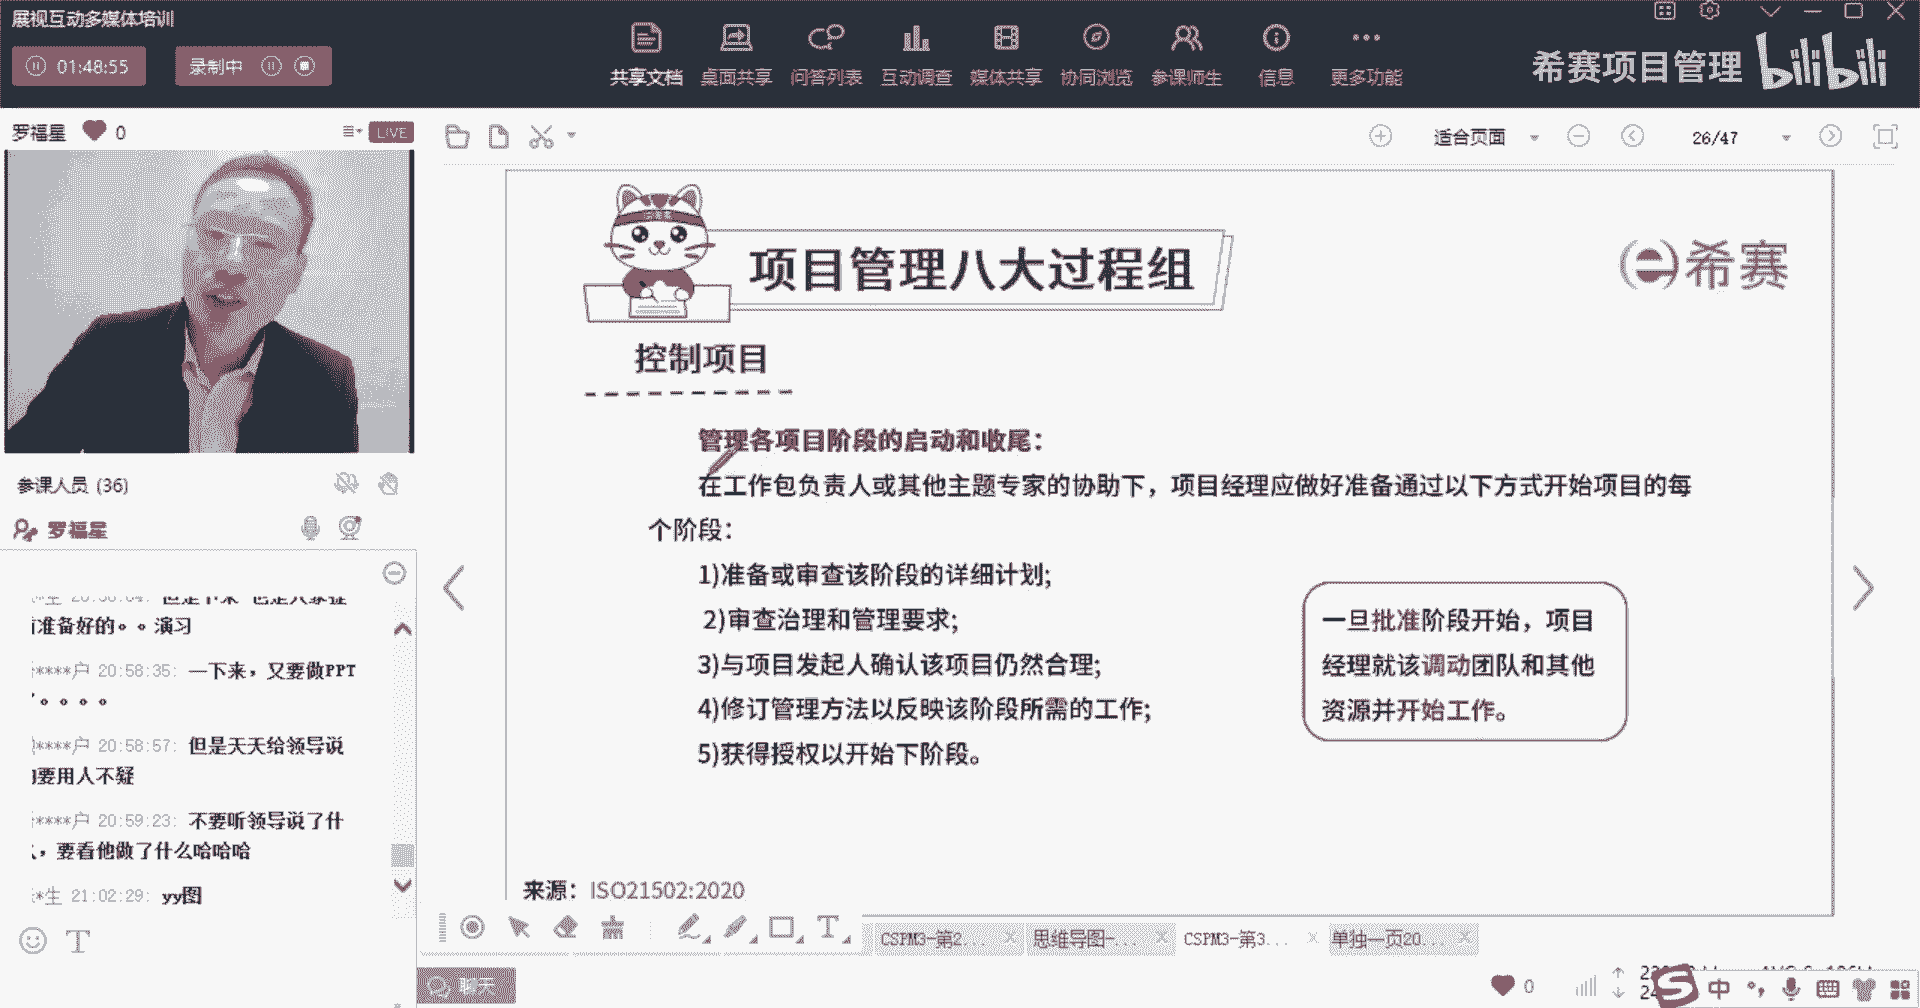 展视互动多媒体培训
01:48:55
录制中
共享文档
桌面共享
问答列表
互动调查
媒体共享
协同浏览
参课师生
信息
更多功能
希赛项目管理
bilibili
罗福星
0
LIVE
适合页面
26/47
参课人员 (36)
罗福星
准备好的。。演习
户 20:58:35: 一下来，又要做PPT
。。。。
户 20:58:57: 但是天天给领导说
要用人不疑
户 20:59:23: 不要听领导说了什
，要看他做了什么哈哈哈
*生 21:02:29: yy图
项目管理八大过程组
希赛
控制项目
管理各项目阶段的启动和收尾：
在工作包负责人或其他主题专家的协助下，项目经理应做好准备通过以下方式开始项目的每
个阶段：
1)准备或审查该阶段的详细计划;
2)审查治理和管理要求;
3)与项目发起人确认该项目仍然合理;
4)修订管理方法以反映该阶段所需的工作;
5)获得授权以开始下阶段。
一旦批准阶段开始，项目
经理就该调动团队和其他
资源并开始工作。
来源：ISO21502:2020
CSPM3-第2...
思维导图-...
CSPM3-第3...
单独一页20...
聊天
0
中